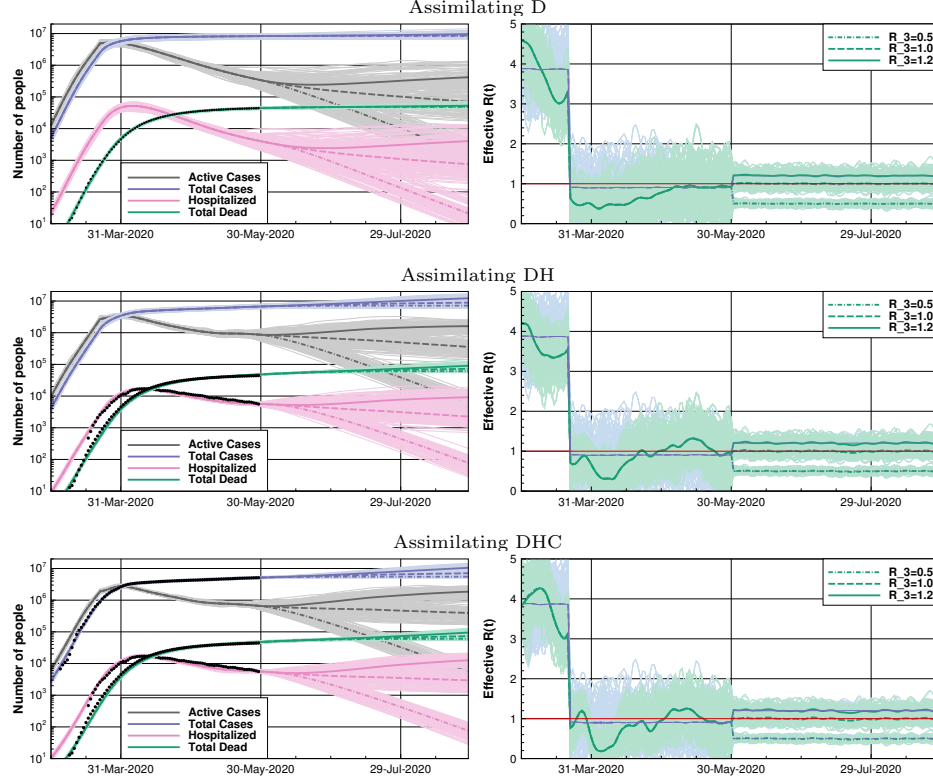 Assimilating D
Number of people
10^7
10^6
10^5
10^4
10^3
10^2
10^1
Active Cases
Total Cases
Hospitalized
Total Dead
31-Mar-2020 30-May-2020 29-Jul-2020
Effective R(t)
5
4
3
2
1
0
R_3=0.5
R_3=1.0
R_3=1.2
31-Mar-2020 30-May-2020 29-Jul-2020
Assimilating DH
Number of people
10^7
10^6
10^5
10^4
10^3
10^2
10^1
Active Cases
Total Cases
Hospitalized
Total Dead
31-Mar-2020 30-May-2020 29-Jul-2020
Effective R(t)
5
4
3
2
1
0
R_3=0.5
R_3=1.0
R_3=1.2
31-Mar-2020 30-May-2020 29-Jul-2020
Assimilating DHC
Number of people
10^7
10^6
10^5
10^4
10^3
10^2
10^1
Active Cases
Total Cases
Hospitalized
Total Dead
31-Mar-2020 30-May-2020 29-Jul-2020
Effective R(t)
5
4
3
2
1
0
R_3=0.5
R_3=1.0
R_3=1.2
31-Mar-2020 30-May-2020 29-Jul-2020